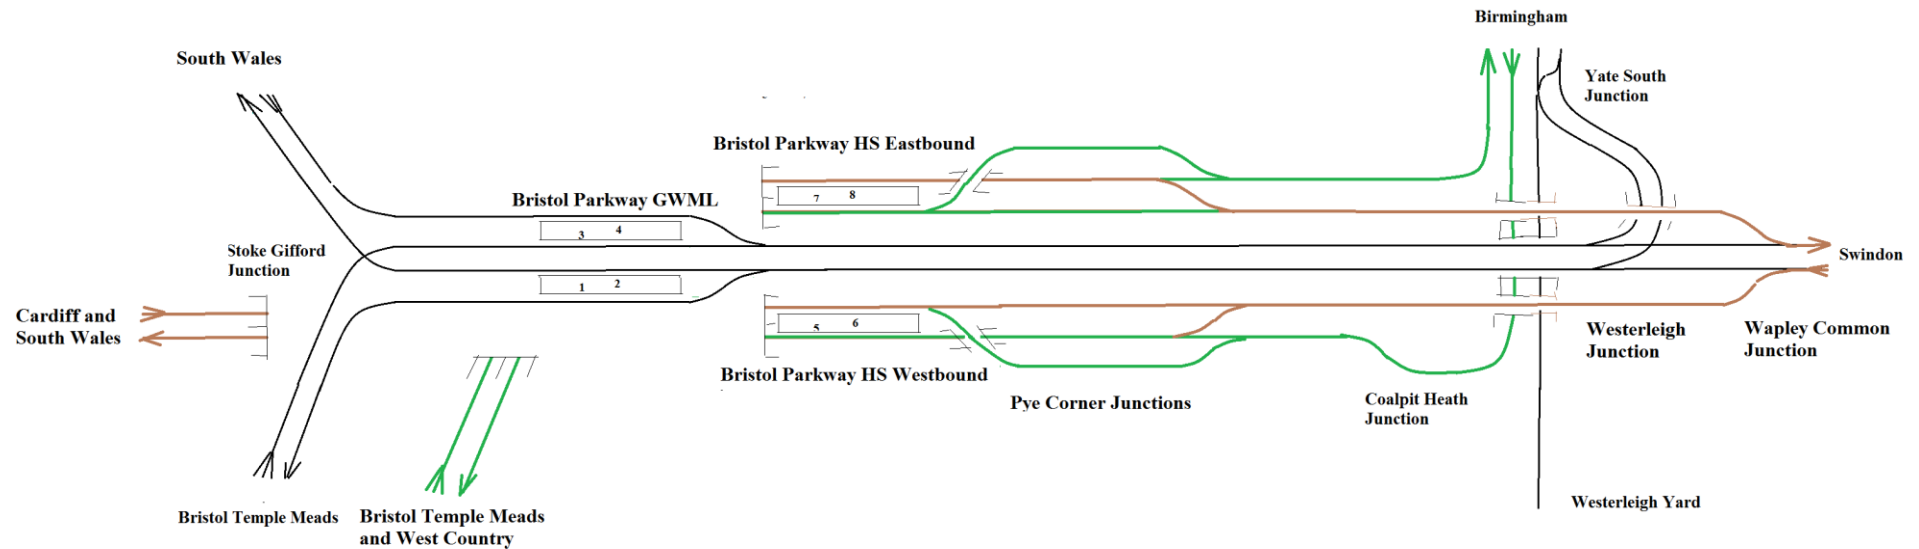 Birmingham
South Wales
Yate South
Junction
Bristol Parkway HS Eastbound
7 8
Bristol Parkway GWML
3 4
Stoke Gifford
Junction
Swindon
1 2
Cardiff and
South Wales
5 6
Westerleigh
Junction
Wapley Common
Junction
Bristol Parkway HS Westbound
Pye Corner Junctions
Coalpit Heath
Junction
Westerleigh Yard
Bristol Temple Meads
Bristol Temple Meads
and West Country